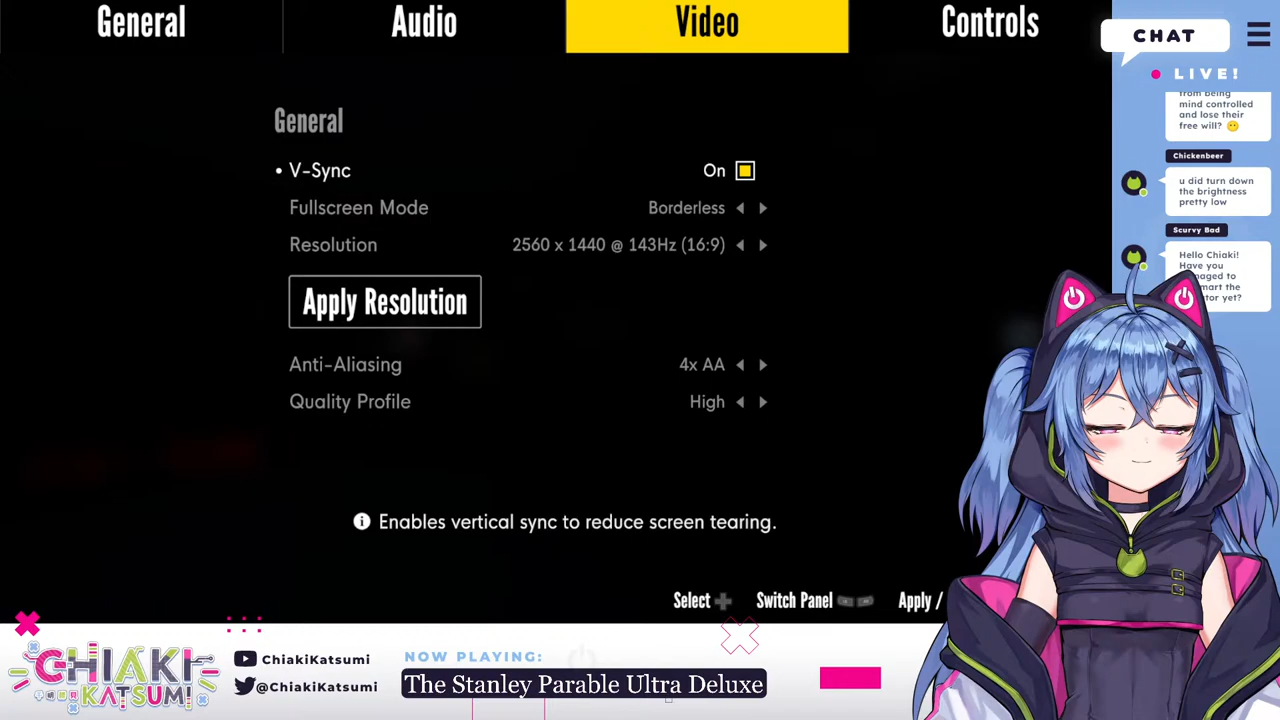 General
Audio
Video
Controls
CHAT
LIVE!
General
V-Sync
On
Fullscreen Mode
Borderless
Resolution
2560 x 1440 @ 143Hz (16:9)
Apply Resolution
Anti-Aliasing
4x AA
Quality Profile
High
Enables vertical sync to reduce screen tearing.
Select
Switch Panel
Apply /
from being
mind controlled
and lose their
free will? 😶
Chickenbeer
u did turn down
the brightness
pretty low
Scurvy Bad
Hello Chiaki!
Have you
CHIAKI
KATSUMI
ChiakiKatsumi
@ChiakiKatsumi
NOW PLAYING:
The Stanley Parable Ultra Deluxe